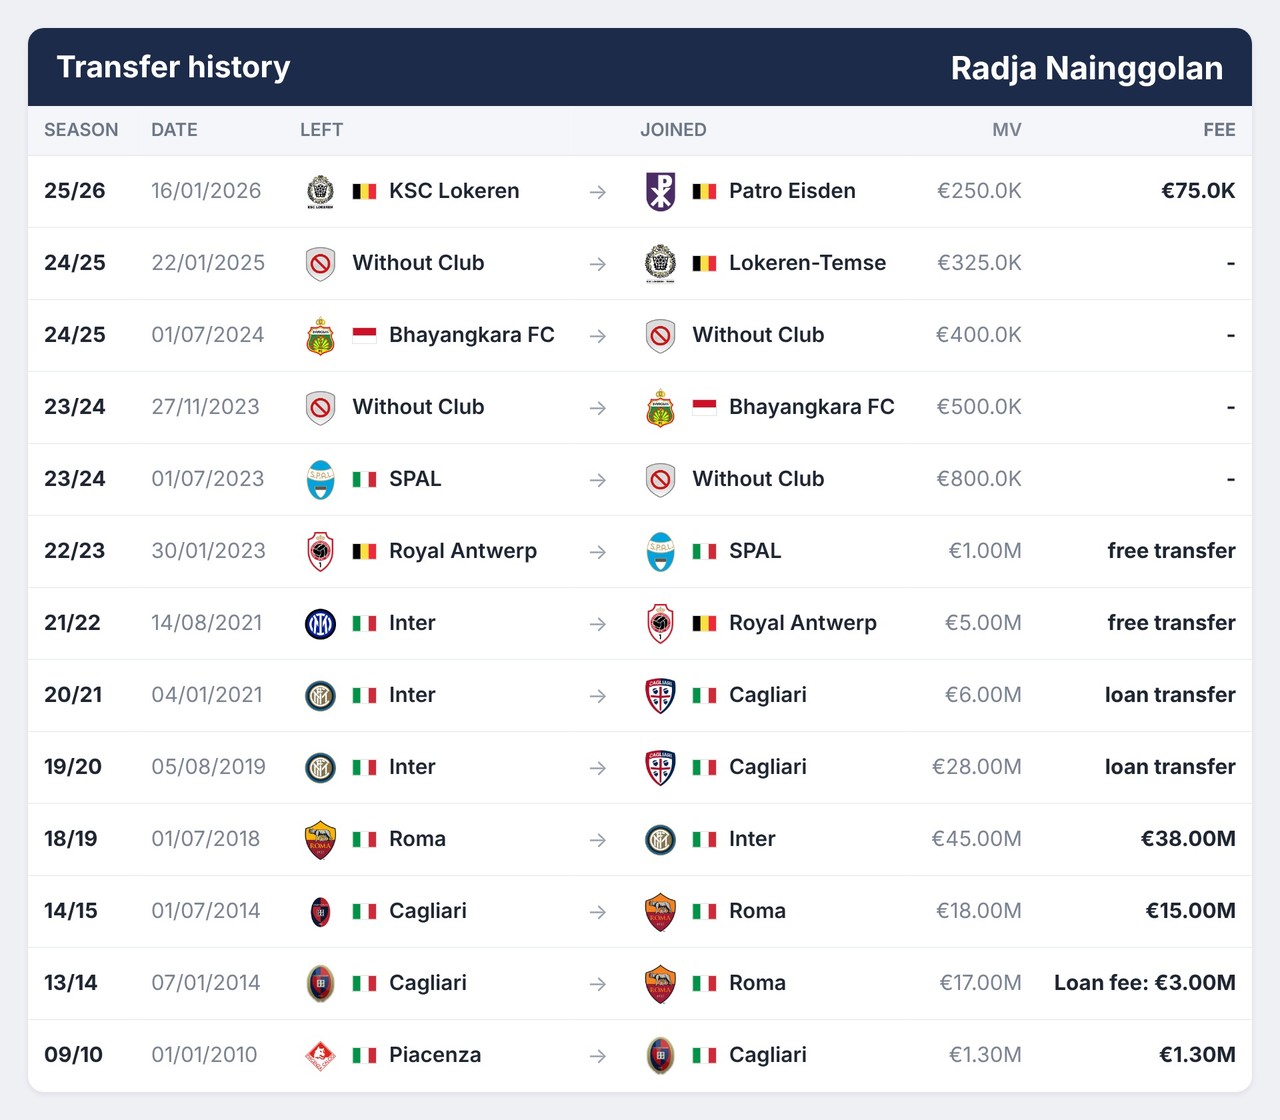 Transfer history Radja Nainggolan
SEASON DATE LEFT JOINED MV FEE
25/26 16/01/2026 KSC Lokeren → Patro Eisden €250.0K €75.0K
24/25 22/01/2025 Without Club → Lokeren-Temse €325.0K -
24/25 01/07/2024 Bhayangkara FC → Without Club €400.0K -
23/24 27/11/2023 Without Club → Bhayangkara FC €500.0K -
23/24 01/07/2023 SPAL → Without Club €800.0K -
22/23 30/01/2023 Royal Antwerp → SPAL €1.00M free transfer
21/22 14/08/2021 Inter → Royal Antwerp €5.00M free transfer
20/21 04/01/2021 Inter → Cagliari €6.00M loan transfer
19/20 05/08/2019 Inter → Cagliari €28.00M loan transfer
18/19 01/07/2018 Roma → Inter €45.00M €38.00M
14/15 01/07/2014 Cagliari → Roma €18.00M €15.00M
13/14 07/01/2014 Cagliari → Roma €17.00M Loan fee: €3.00M
09/10 01/01/2010 Piacenza → Cagliari €1.30M €1.30M